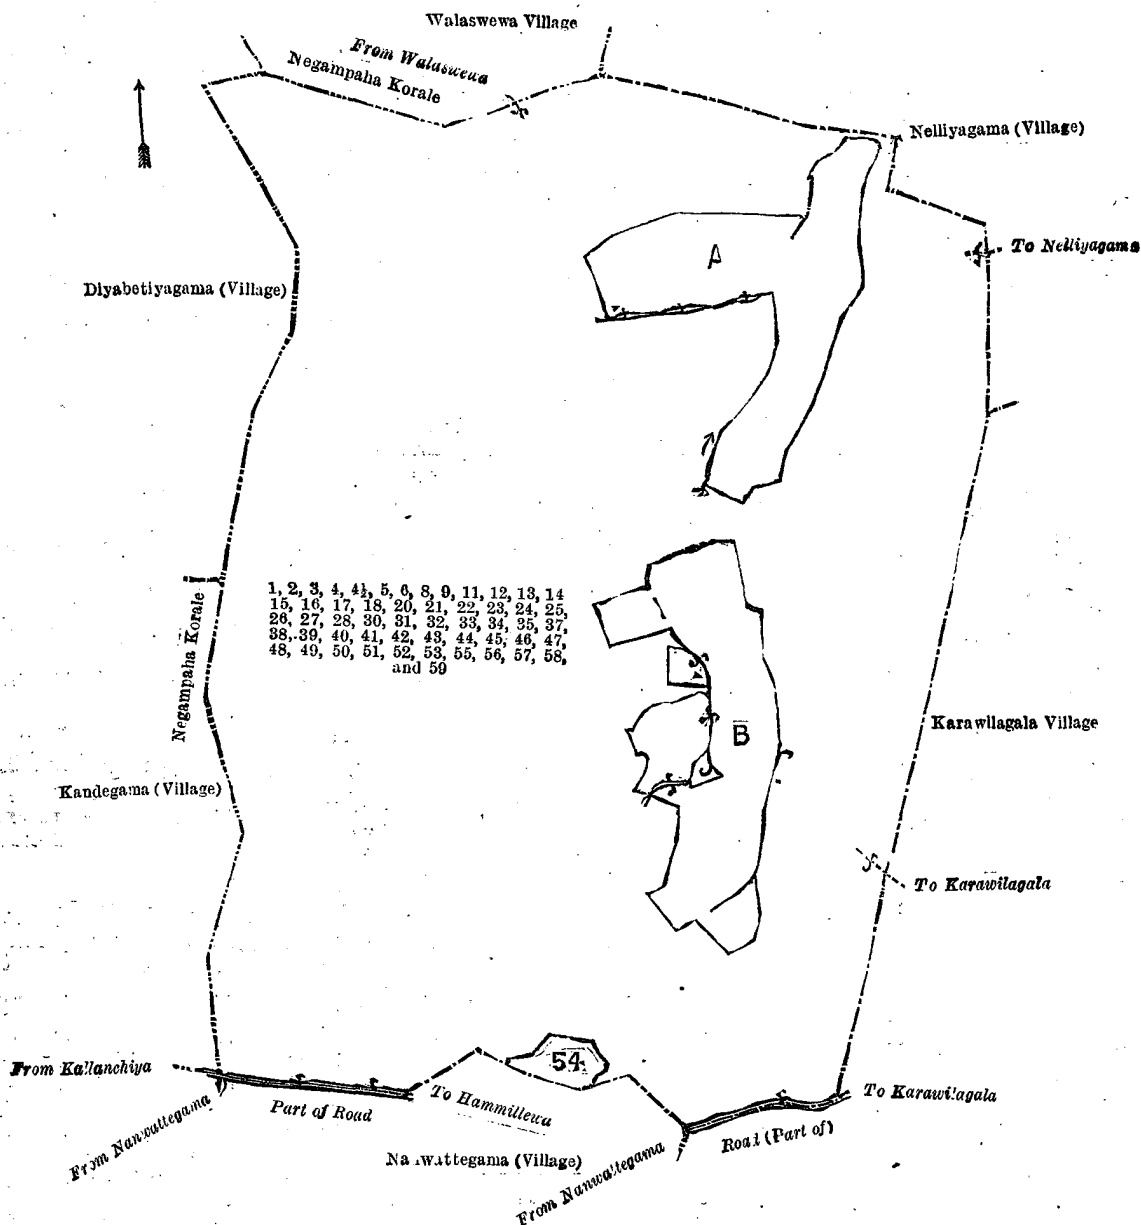 Walaswewa Village
From Walaswewa
Negampaha Korale
Nelliyagama (Village)
To Nelliyagama
A
Diyabetiyagama (Village)
1, 2, 3, 4, 4½, 5, 6, 8, 9, 11, 12, 13, 14
15, 16, 17, 18, 20, 21, 22, 23, 24, 25,
26, 27, 28, 30, 31, 32, 33, 34, 35, 37,
38, 39, 40, 41, 42, 43, 44, 45, 46, 47,
48, 49, 50, 51, 52, 53, 55, 56, 57, 58,
and 59
Negampaha Korale
B
Karawilagala Village
Kandegama (Village)
To Karawilagala
54
From Kallanchiya
To Hammillewa
To Karawilagala
Part of Road
From Nanwattegama
Road (Part of)
Nanwattegama (Village)
From Nanwattegama